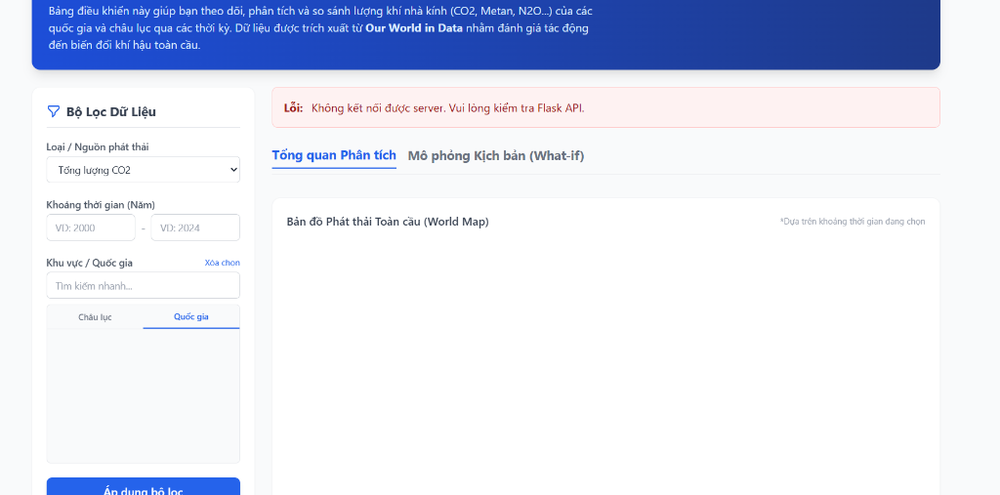 Bảng điều khiển này giúp bạn theo dõi, phân tích và so sánh lượng khí nhà kính (CO2, Metan, N2O...) của các
quốc gia và châu lục qua các thời kỳ. Dữ liệu được trích xuất từ Our World in Data nhằm đánh giá tác động
đến biến đổi khí hậu toàn cầu.
Bộ Lọc Dữ Liệu
Loại / Nguồn phát thải
Tổng lượng CO2
Khoảng thời gian (Năm)
VD: 2000 - VD: 2024
Khu vực / Quốc gia Xóa chọn
Tìm kiếm nhanh...
Châu lục Quốc gia
Áp dụng bộ lọc
Lỗi: Không kết nối được server. Vui lòng kiểm tra Flask API.
Tổng quan Phân tích Mô phỏng Kịch bản (What-if)
Bản đồ Phát thải Toàn cầu (World Map) *Dựa trên khoảng thời gian đang chọn